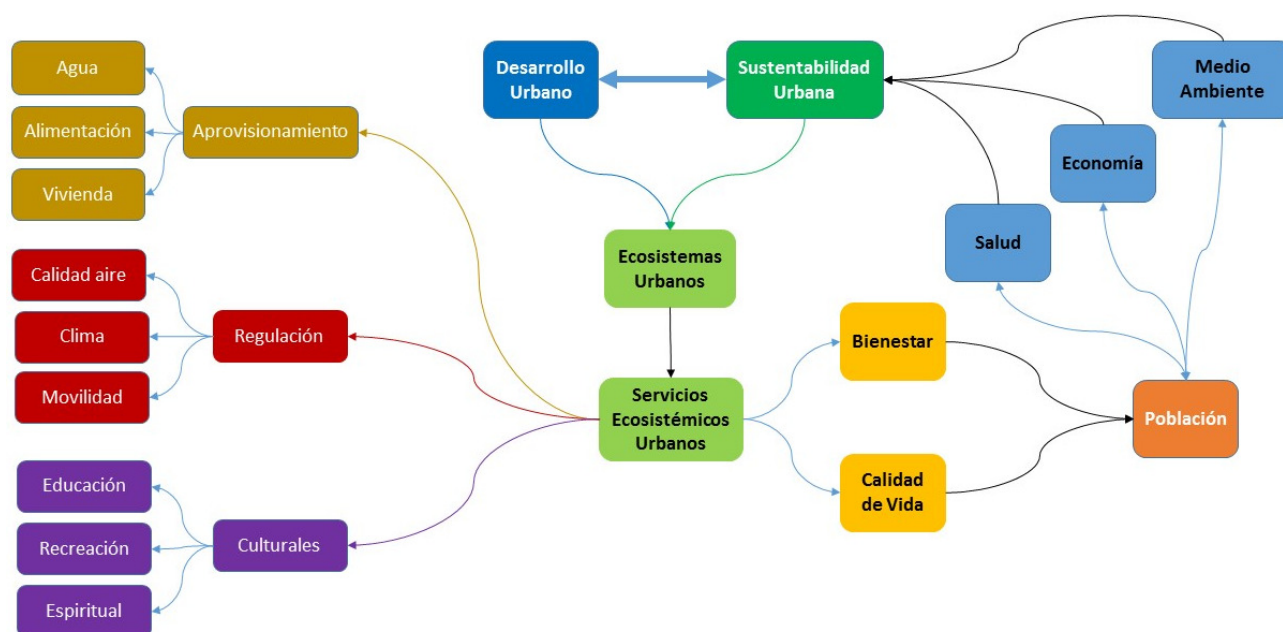 Agua
Alimentación
Vivienda
Aprovisionamiento
Calidad aire
Clima
Movilidad
Regulación
Educación
Recreación
Espiritual
Culturales
Desarrollo
Urbano
Sustentabilidad
Urbana
Ecosistemas
Urbanos
Servicios
Ecosistémicos
Urbanos
Bienestar
Calidad
de Vida
Medio
Ambiente
Economía
Salud
Población